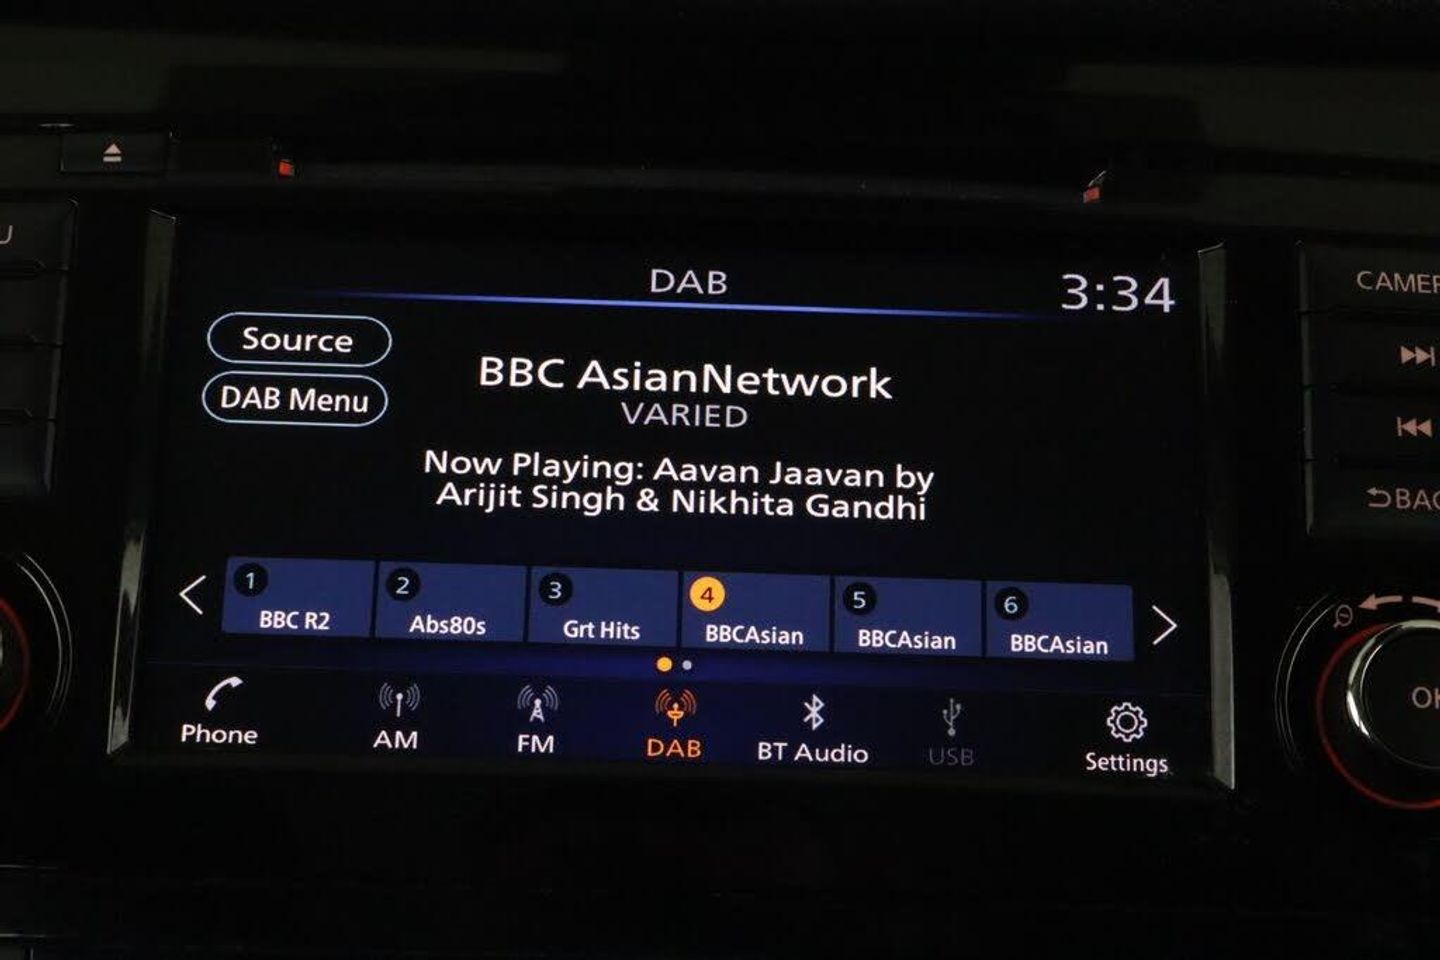 DAB
3:34
Source
DAB Menu
BBC AsianNetwork
VARIED
Now Playing: Aavan Jaavan by
Arijit Singh & Nikhita Gandhi
1
BBC R2
2
Abs80s
3
Grt Hits
4
BBCAsian
5
BBCAsian
6
BBCAsian
Phone
AM
FM
DAB
BT Audio
USB
Settings
U
CAMER
BAC
OK